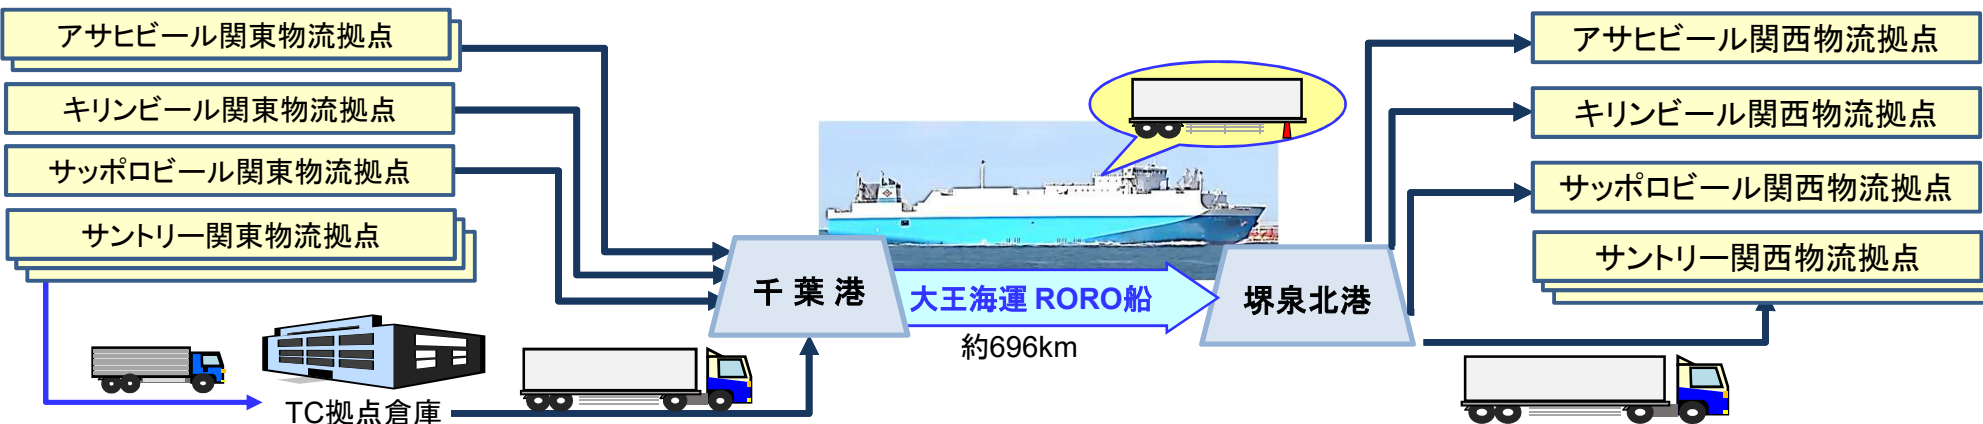 アサヒビール関東物流拠点
キリンビール関東物流拠点
サッポロビール関東物流拠点
サントリー関東物流拠点
TC拠点倉庫
千葉港
大王海運 RORO船
約696km
堺泉北港
アサヒビール関西物流拠点
キリンビール関西物流拠点
サッポロビール関西物流拠点
サントリー関西物流拠点